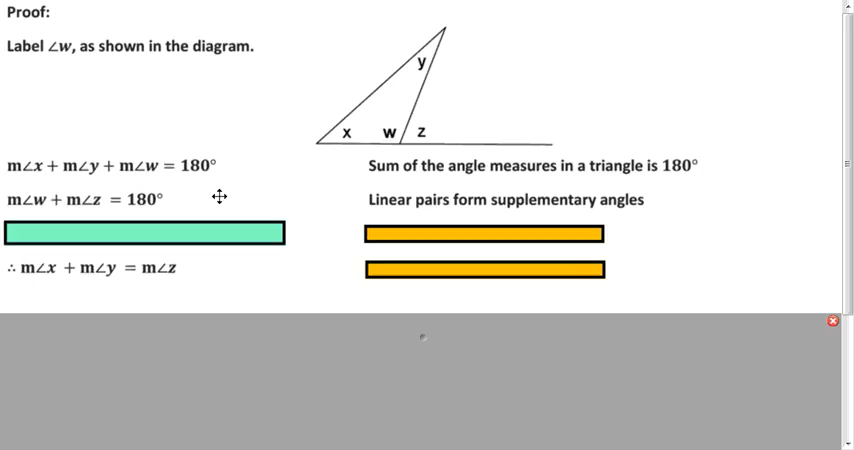 Proof:
Label ∠w, as shown in the diagram.
y
x w z
m∠x + m∠y + m∠w = 180° Sum of the angle measures in a triangle is 180°
m∠w + m∠z = 180° Linear pairs form supplementary angles
∴ m∠x + m∠y = m∠z